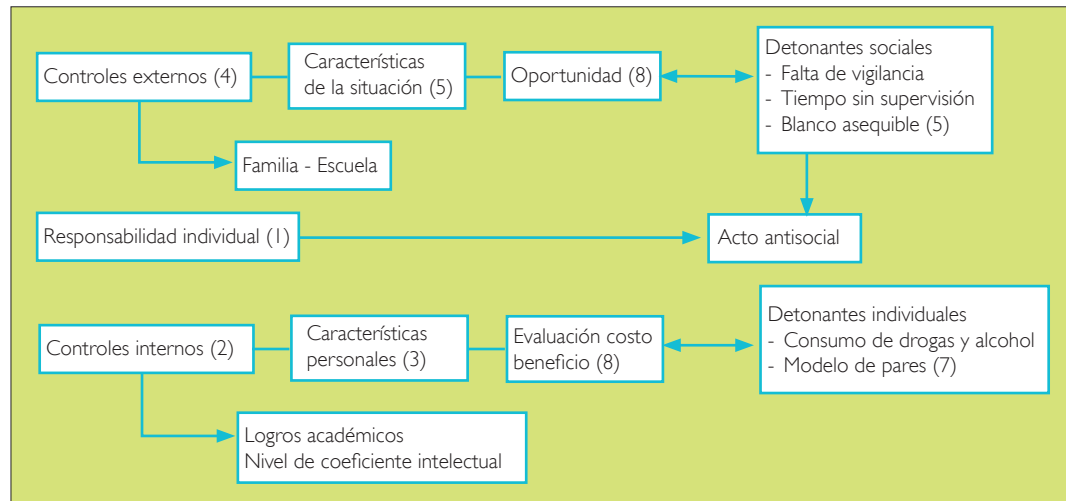 Controles externos (4)
Características
de la situación (5)
Oportunidad (8)
Detonantes sociales
- Falta de vigilancia
- Tiempo sin supervisión
- Blanco asequible (5)
Familia - Escuela
Responsabilidad individual (1)
Acto antisocial
Controles internos (2)
Características
personales (3)
Evaluación costo
beneficio (8)
Detonantes individuales
- Consumo de drogas y alcohol
- Modelo de pares (7)
Logros académicos
Nivel de coeficiente intelectual